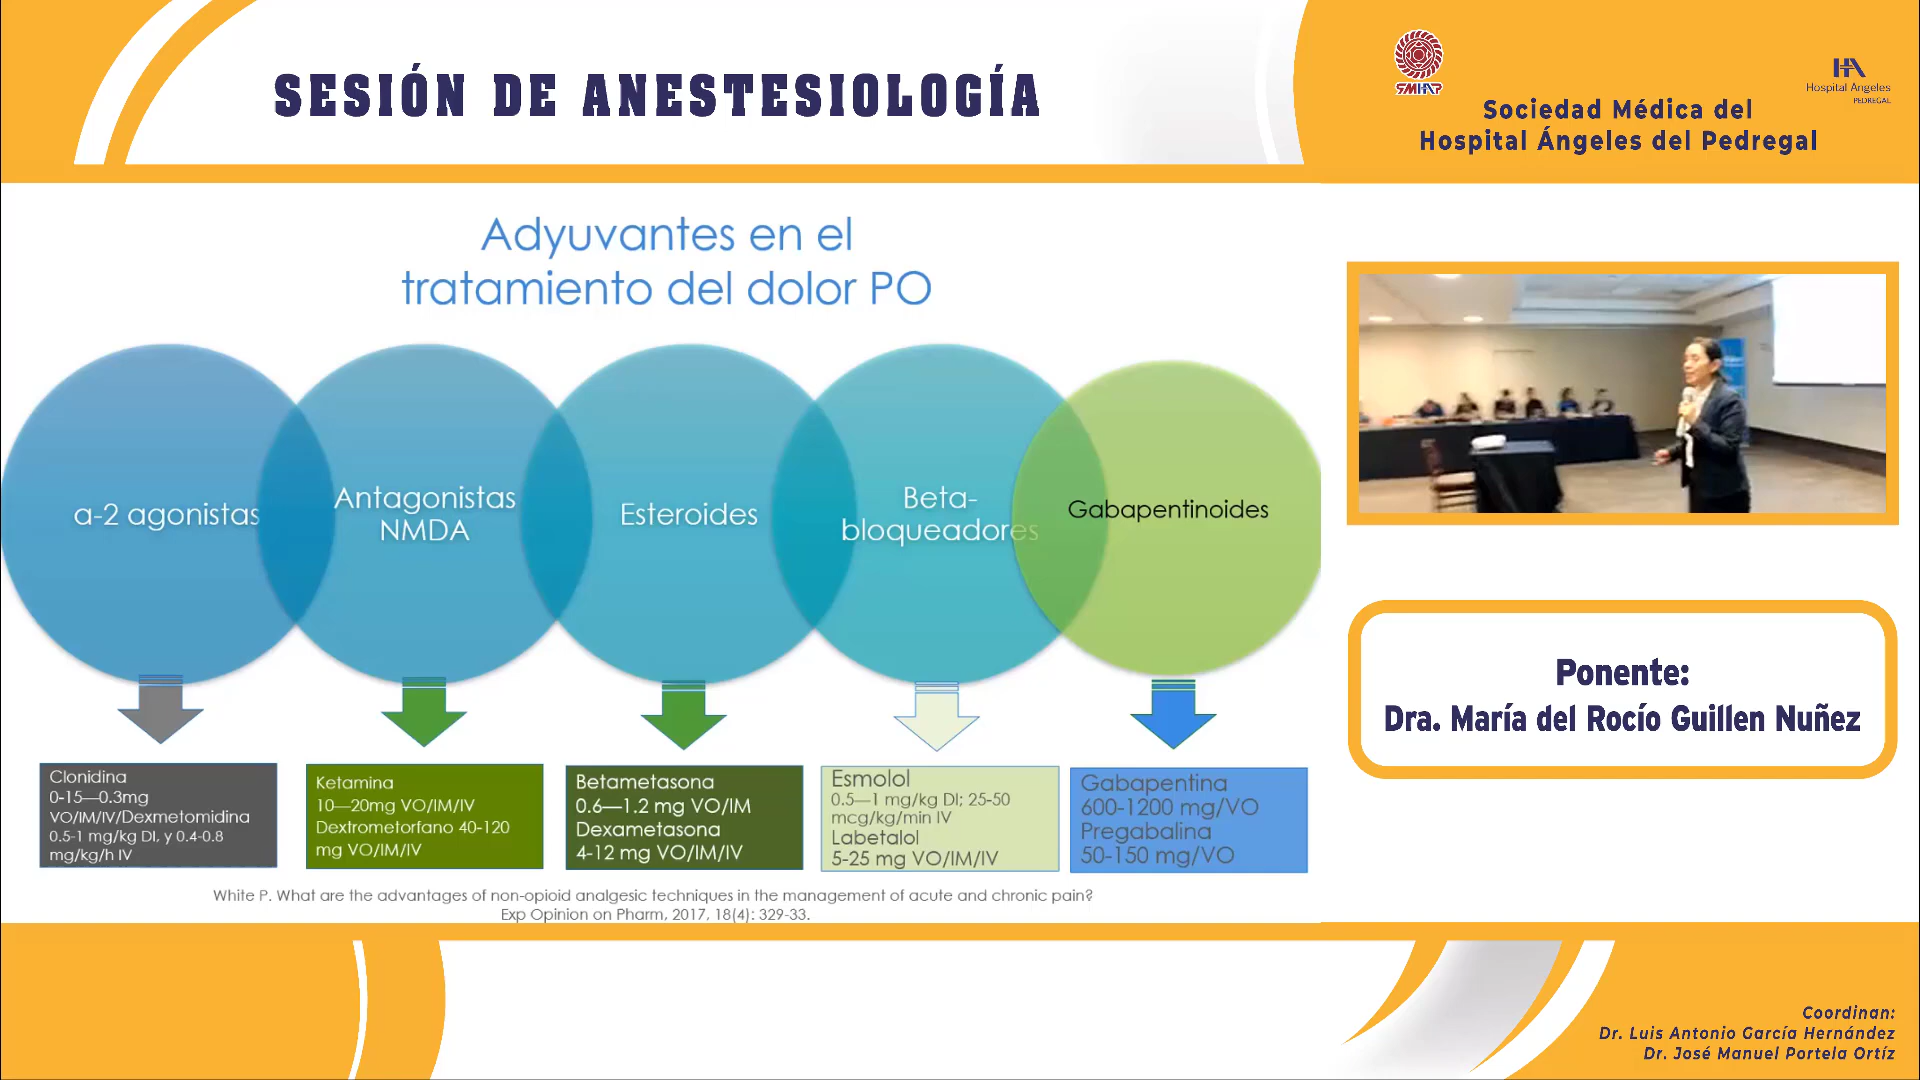 SESIÓN DE ANESTESIOLOGÍA
SMHAP
HA
Hospital Angeles
PEDREGAL
Sociedad Médica del
Hospital Ángeles del Pedregal
Adyuvantes en el
tratamiento del dolor PO
a-2 agonistas
Antagonistas
NMDA
Esteroides
Beta-
bloqueadores
Gabapentinoides
Clonidina
0-15—0.3mg
VO/IM/IV/Dexmetomidina
0.5-1 mg/kg DI, y 0.4-0.8
mg/kg/h IV
Ketamina
10—20mg VO/IM/IV
Dextrometorfano 40-120
mg VO/IM/IV
Betametasona
0.6—1.2 mg VO/IM
Dexametasona
4-12 mg VO/IM/IV
Esmolol
0.5—1 mg/kg DI; 25-50
mcg/kg/min IV
Labetalol
5-25 mg VO/IM/IV
Gabapentina
600-1200 mg/VO
Pregabalina
50-150 mg/VO
White P. What are the advantages of non-opioid analgesic techniques in the management of acute and chronic pain?
Exp Opinion on Pharm, 2017, 18(4): 329-33.
Ponente:
Dra. María del Rocío Guillen Nuñez
Coordinan:
Dr. Luis Antonio García Hernández
Dr. José Manuel Portela Ortíz